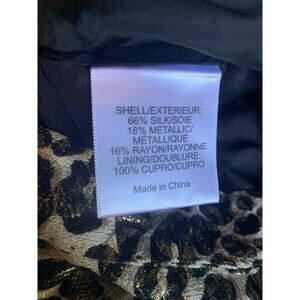 SHELL/EXTERIEUR:
66% SILK/SOIE
18% METALLIC/
MÉTALLIQUE
16% RAYON/RAYONNE
LINING/DOUBLURE:
100% CUPRO/CUPRO
Made in China